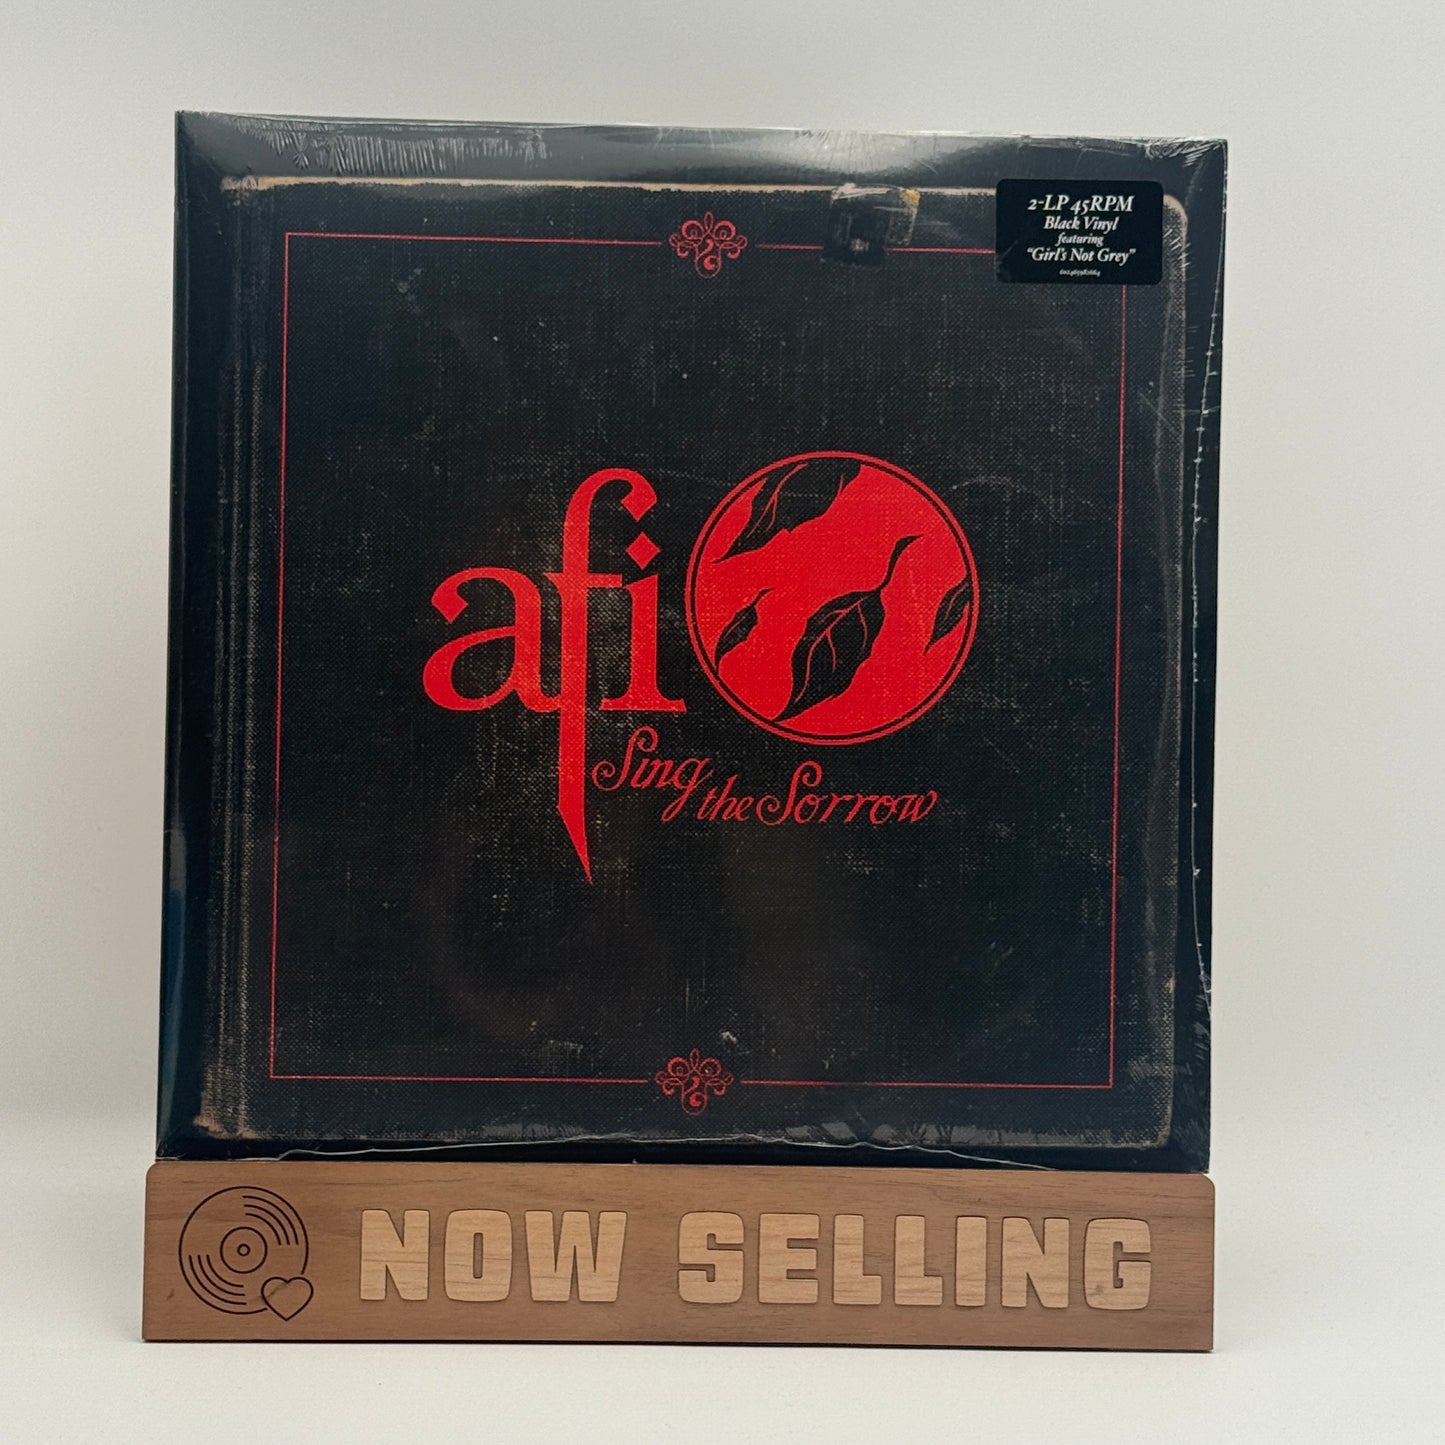 2-LP 45RPM
Black Vinyl
featuring
"Girl's Not Grey"
afi
Sing the Sorrow
NOW SELLING